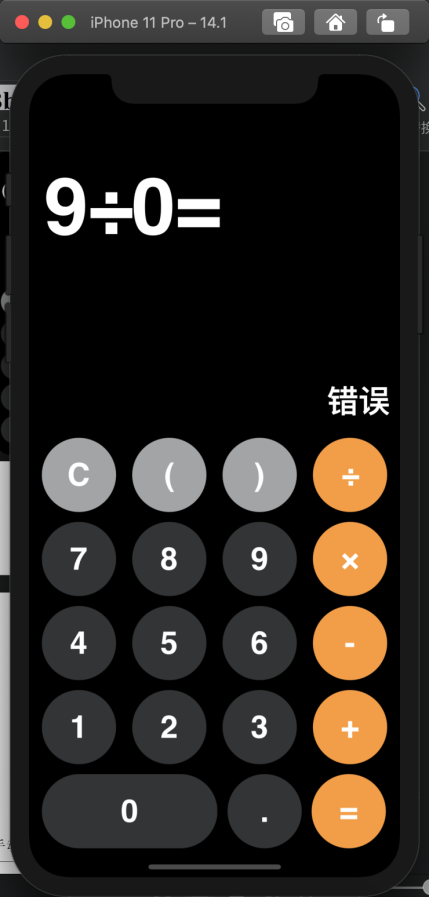 iPhone 11 Pro – 14.1
9÷0=
错误
C ( ) ÷
7 8 9 ×
4 5 6 -
1 2 3 +
0 . =